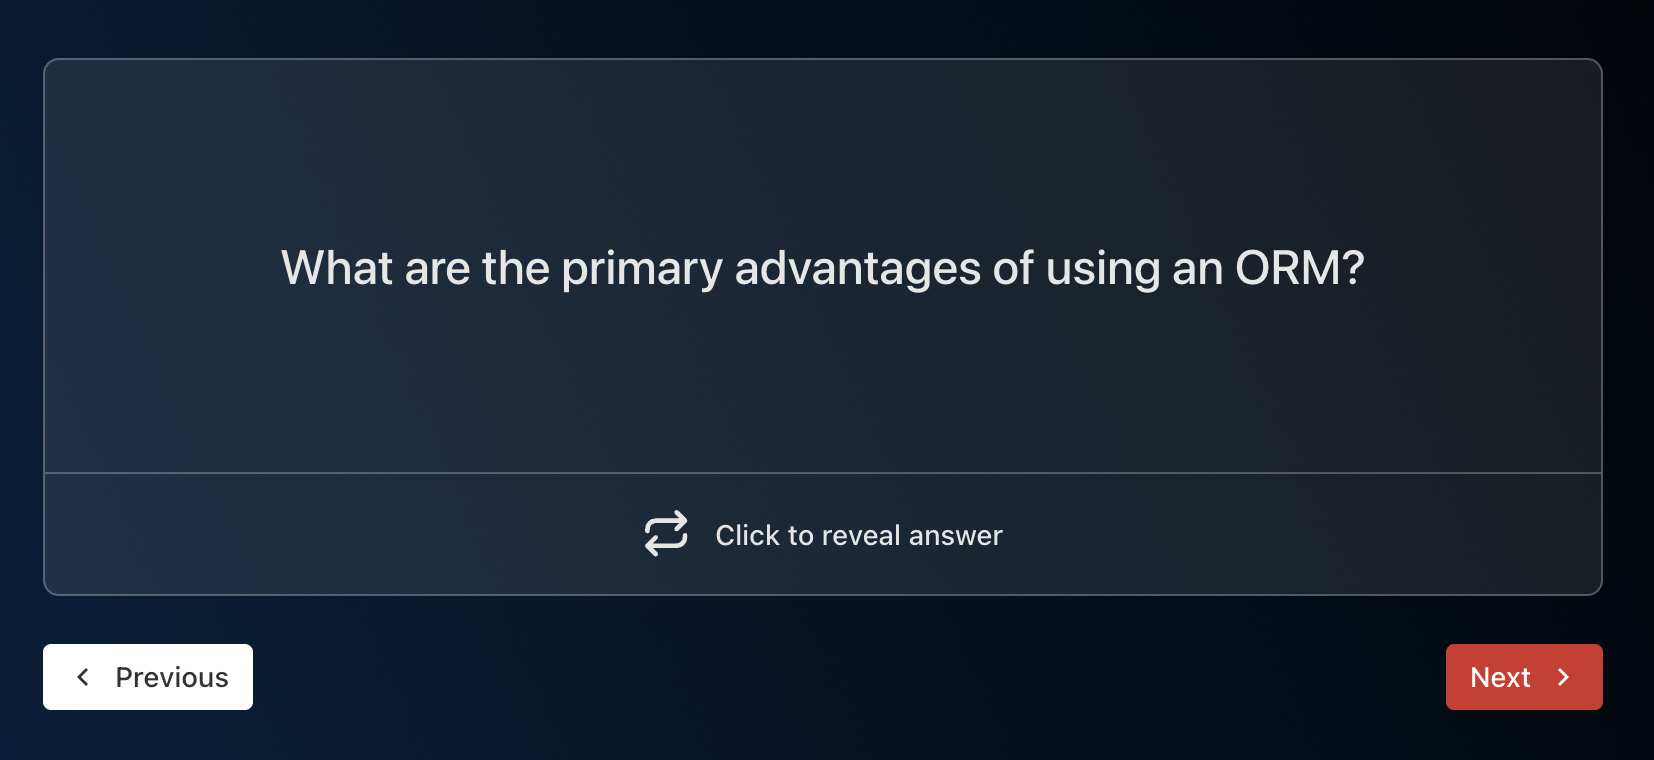 What are the primary advantages of using an ORM?
Click to reveal answer
Previous
Next